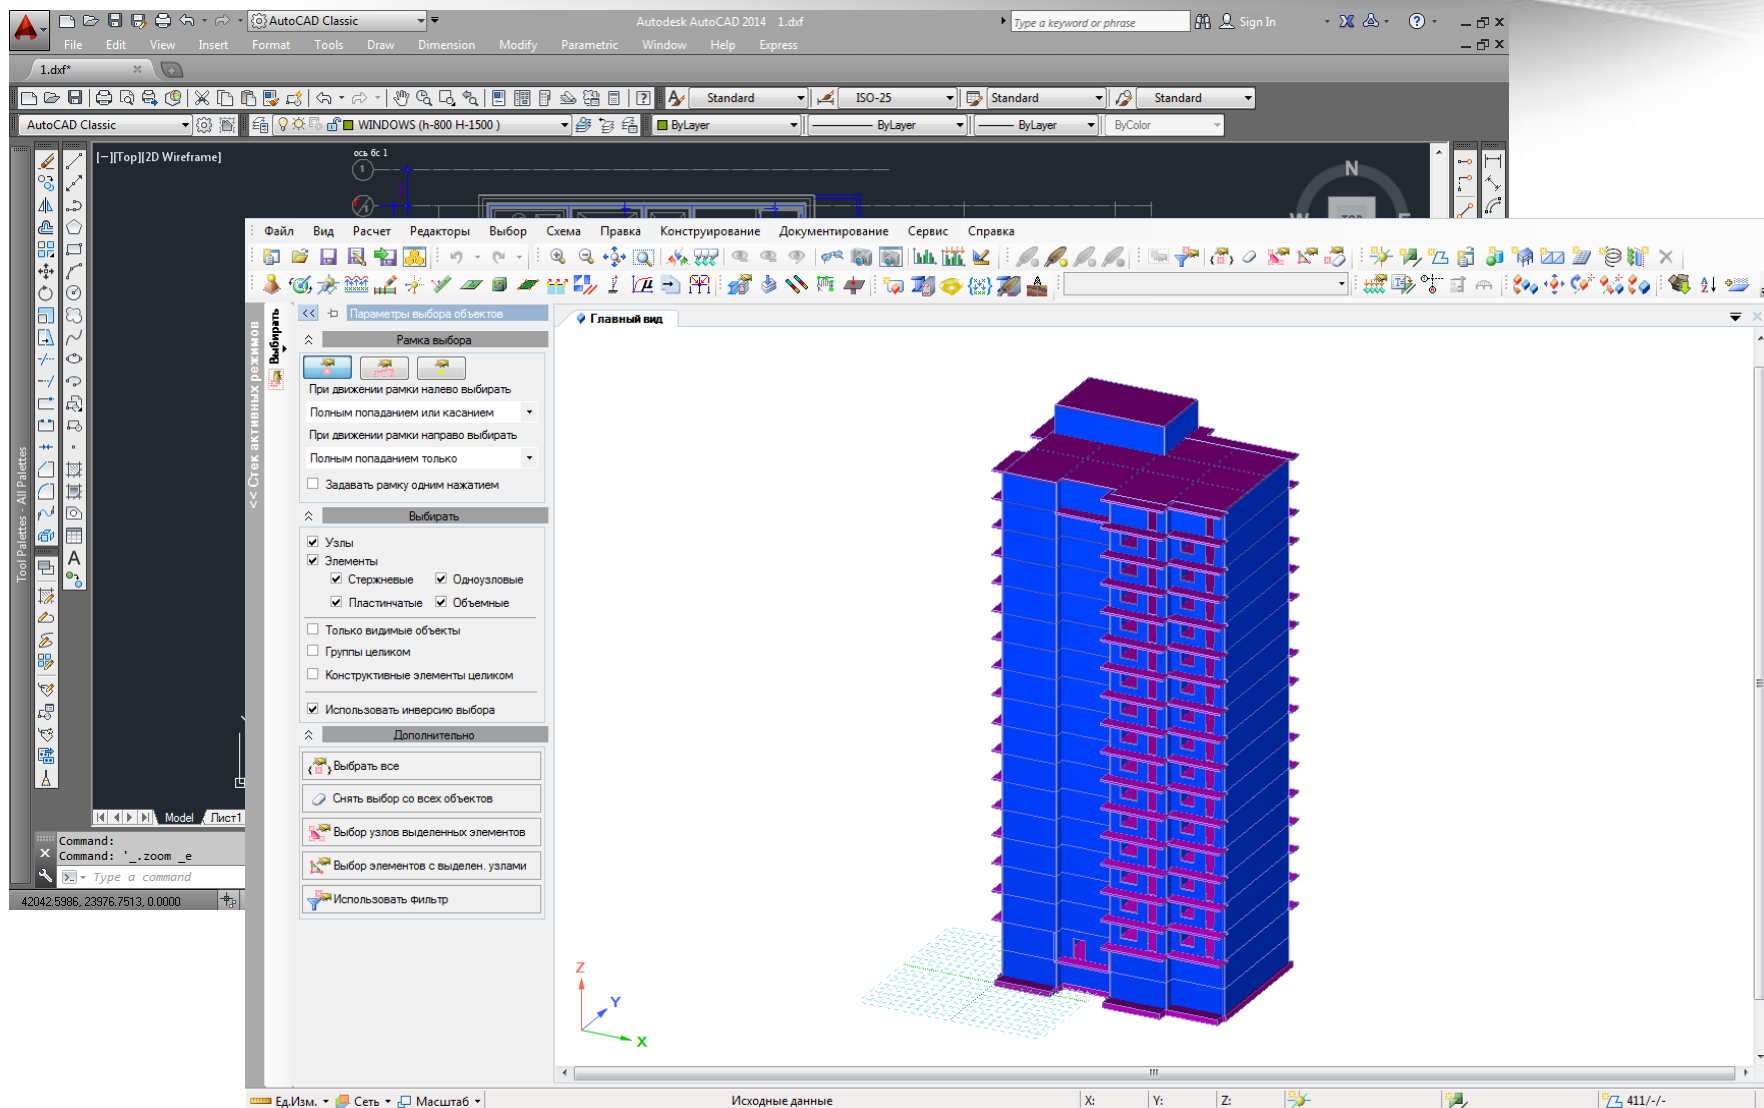 AutoCAD Classic
Autodesk AutoCAD 2014 1.dxf
Type a keyword or phrase
Sign In
File Edit View Insert Format Tools Draw Dimension Modify Parametric Window Help Express
1.dxf*
Standard ISO-25 Standard Standard
AutoCAD Classic WINDOWS (h-800 H-1500 ) ByLayer ByLayer ByLayer ByColor
[−][Top][2D Wireframe]
ось бс 1
1
N
Файл Вид Расчет Редакторы Выбор Схема Правка Конструирование Документирование Сервис Справка
<< Стек активных режимов
Выбирать
Параметры выбора объектов
Главный вид
Рамка выбора
При движении рамки налево выбирать
Полным попаданием или касанием
При движении рамки направо выбирать
Полным попаданием только
Задавать рамку одним нажатием
Выбирать
Узлы
Элементы
Стержневые Одноузловые
Пластинчатые Объемные
Только видимые объекты
Группы целиком
Конструктивные элементы целиком
Использовать инверсию выбора
Дополнительно
Выбрать все
Снять выбор со всех объектов
Выбор узлов выделенных элементов
Выбор элементов с выделен. узлами
Использовать фильтр
Tool Palettes - All Palettes
Model Лист1
Command:
Command: '_.zoom _e
Type a command
42042.5986, 23976.7513, 0.0000
Z
Y
X
Ед.Изм. Сеть Масштаб Исходные данные X: Y: Z: 411/-/-